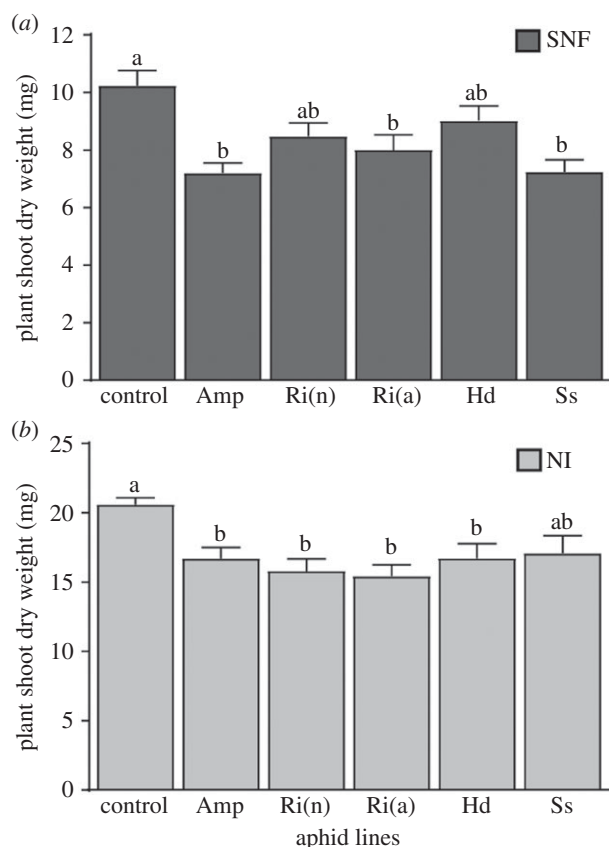 (a)
12
10
8
6
4
2
0
plant shoot dry weight (mg)
SNF
a
b
ab
b
ab
b
control Amp Ri(n) Ri(a) Hd Ss
(b)
25
20
15
10
5
0
plant shoot dry weight (mg)
NI
a
b
b
b
b
ab
control Amp Ri(n) Ri(a) Hd Ss
aphid lines